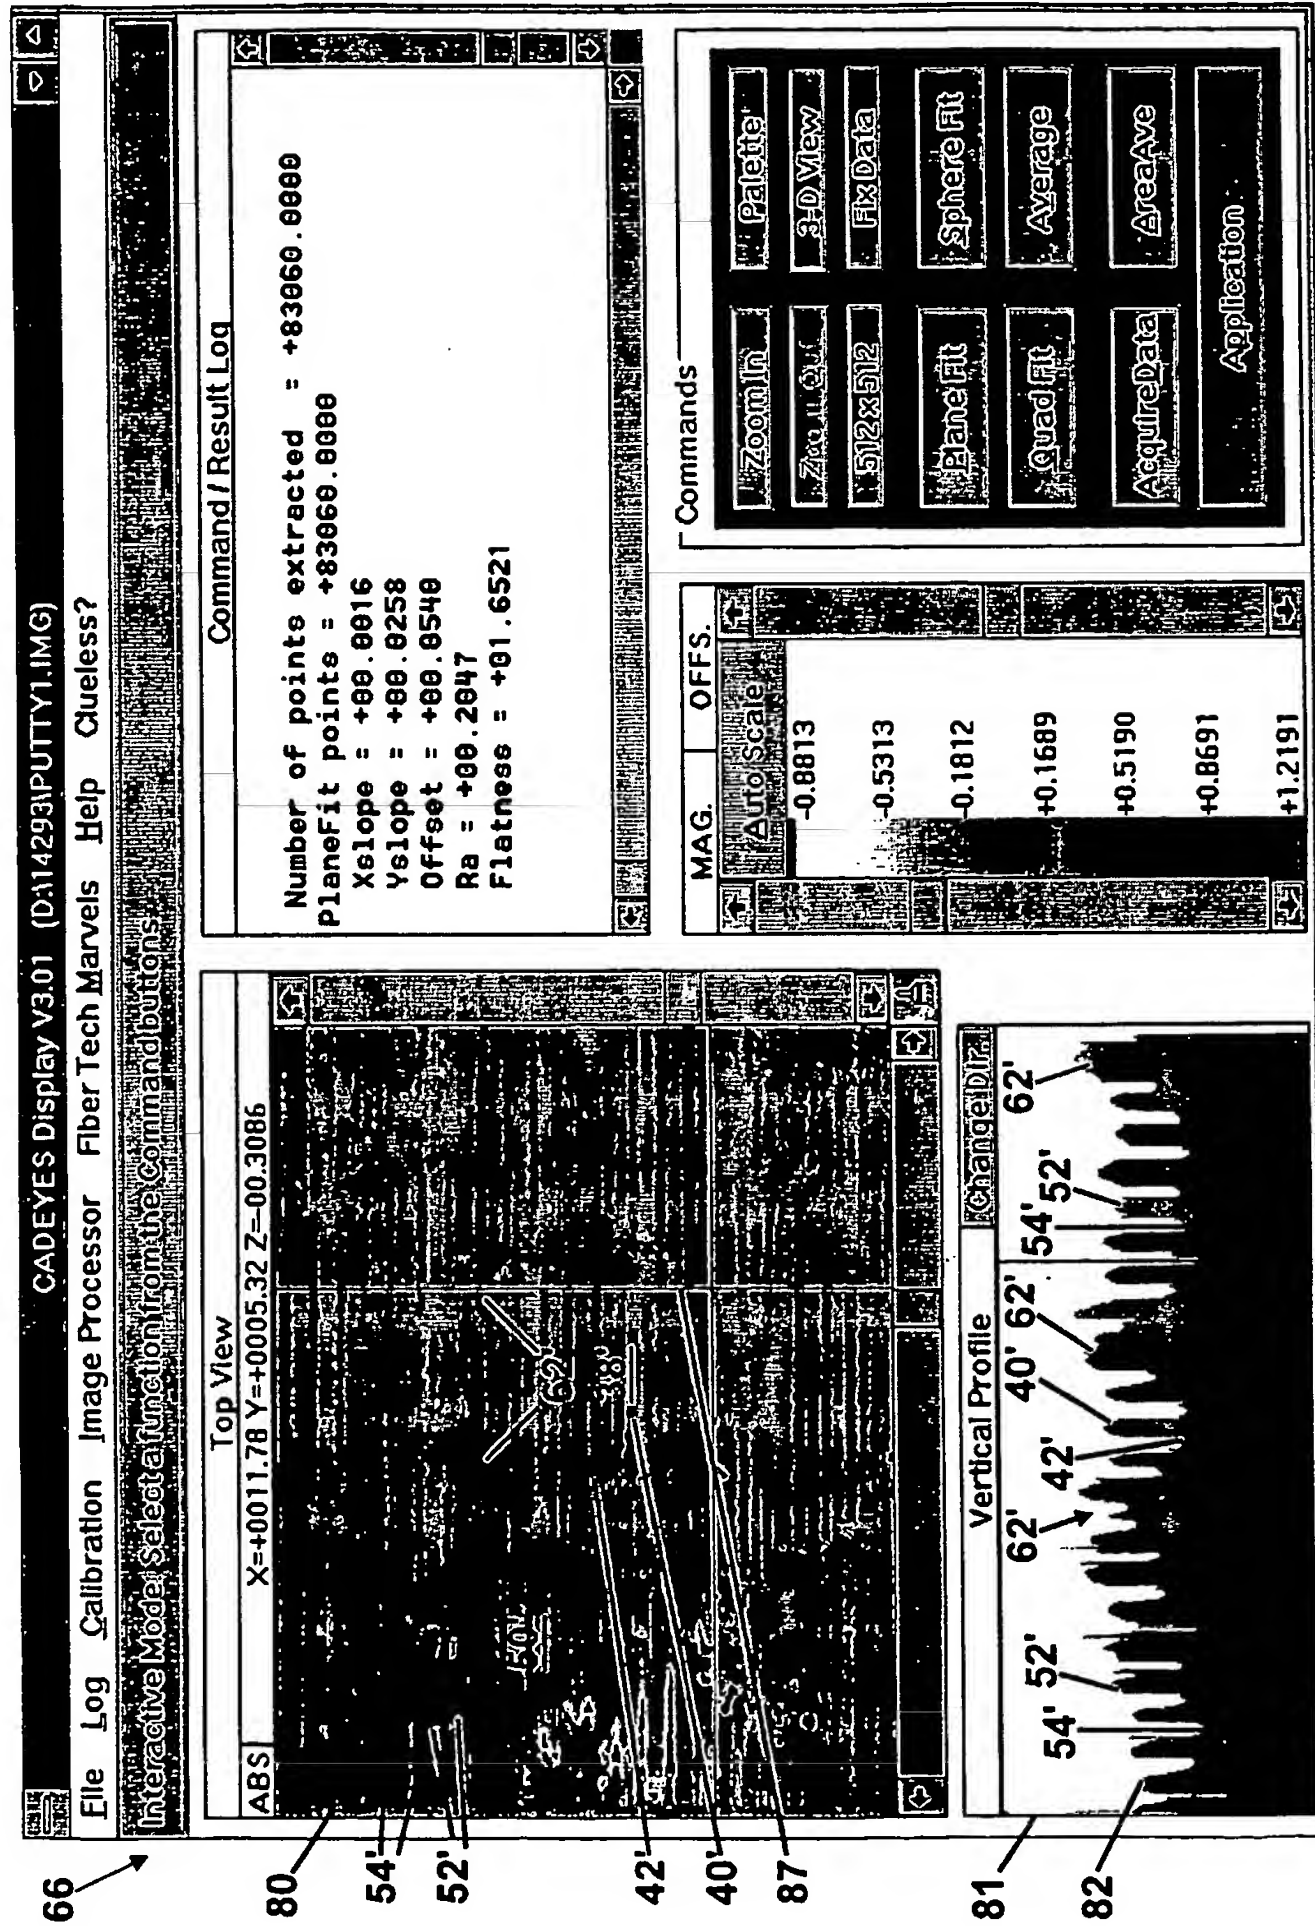 66
CADEYES Display V3.01 (D:\14293\PUTTY1.IMG)
File Log Calibration Image Processor Fiber Tech Marvels Help Clueless?
Interactive Mode: Select a function from the Command buttons.
Top View
ABS X=+0011.78 Y=+0005.32 Z=-00.3086
80
54'
52'
42'
40'
87
62'
38'
Command / Result Log
Number of points extracted = +83060.0000
PlaneFit points = +83060.0000
Xslope = +00.0016
Yslope = +00.0258
Offset = +00.0540
Ra = +00.2047
Flatness = +01.6521
Vertical Profile
Change Dir.
81
82
54'
52'
62'
42'
40'
62'
54'
52'
62'
MAG. OFFS.
Auto Scale
-0.8813
-0.5313
-0.1812
+0.1689
+0.5190
+0.8691
+1.2191
Commands
Zoom In Palette
Zoom Out 3-D View
512x512 Fix Data
Plane Fit Sphere Fit
Quad Fit Average
AcquireData AreaAve
Application